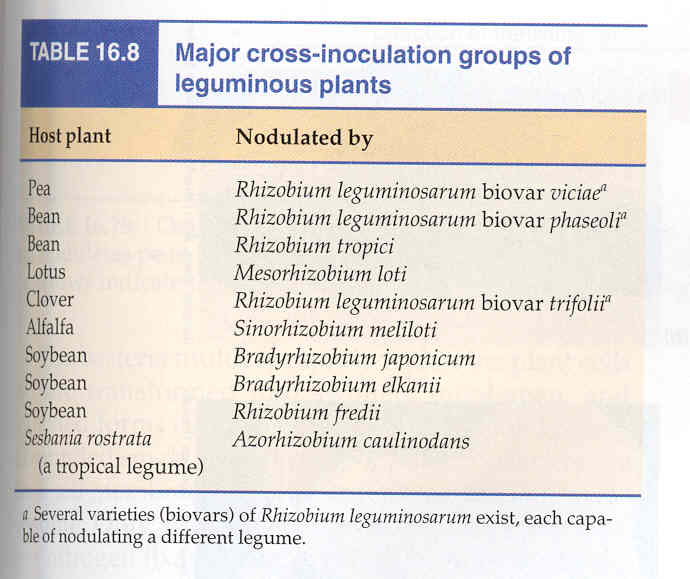 TABLE 16.8 Major cross-inoculation groups of
leguminous plants
Host plant Nodulated by
Pea Rhizobium leguminosarum biovar viciaeᵃ
Bean Rhizobium leguminosarum biovar phaseoliᵃ
Bean Rhizobium tropici
Lotus Mesorhizobium loti
Clover Rhizobium leguminosarum biovar trifoliiᵃ
Alfalfa Sinorhizobium meliloti
Soybean Bradyrhizobium japonicum
Soybean Bradyrhizobium elkanii
Soybean Rhizobium fredii
Sesbania rostrata Azorhizobium caulinodans
(a tropical legume)
a Several varieties (biovars) of Rhizobium leguminosarum exist, each capa-
ble of nodulating a different legume.